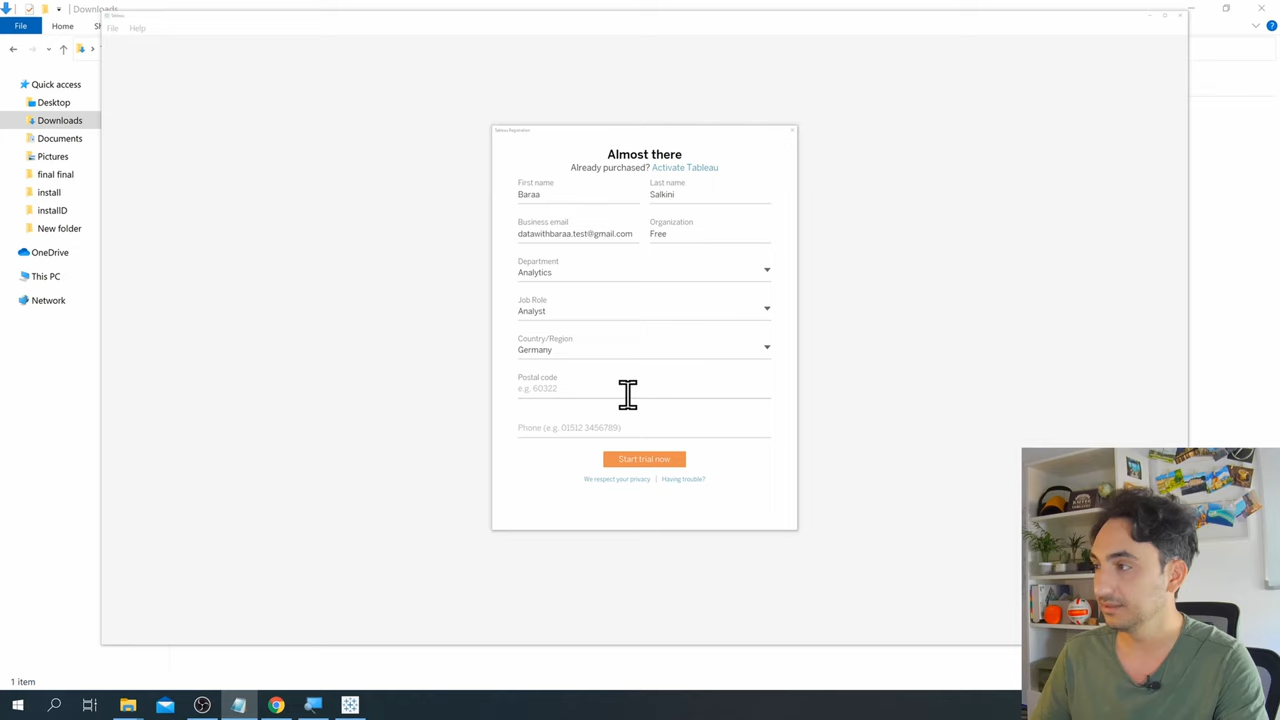 Downloads
File
Home
Tableau
File
Help
Quick access
Desktop
Downloads
Documents
Pictures
final final
install
installD
New folder
OneDrive
This PC
Network
Tableau Registration
Almost there
Already purchased? Activate Tableau
First name
Last name
Baraa
Salkini
Business email
Organization
datawithbaraa.test@gmail.com
Free
Department
Analytics
Job Role
Analyst
Country/Region
Germany
Postal code
e.g. 60322
Phone (e.g. 01512 3456789)
Start trial now
We respect your privacy | Having trouble?
1 item